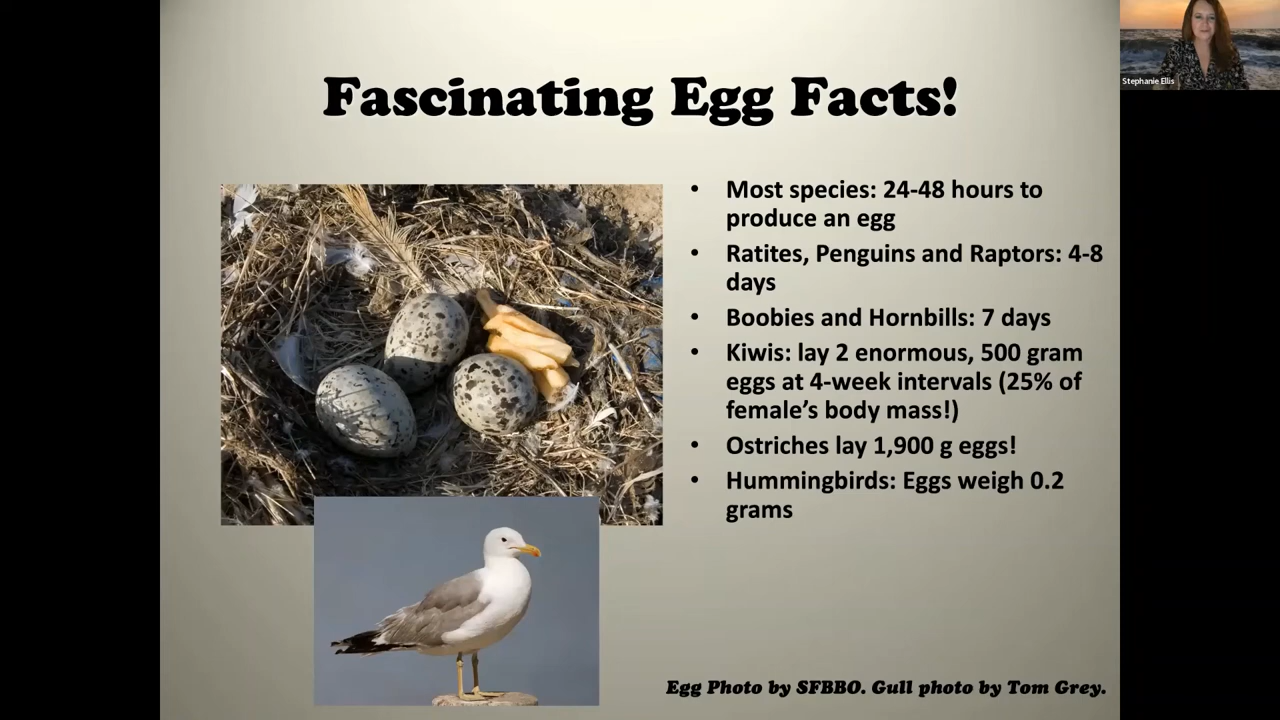 Stephanie Ellis
Fascinating Egg Facts!
• Most species: 24-48 hours to
produce an egg
• Ratites, Penguins and Raptors: 4-8
days
• Boobies and Hornbills: 7 days
• Kiwis: lay 2 enormous, 500 gram
eggs at 4-week intervals (25% of
female’s body mass!)
• Ostriches lay 1,900 g eggs!
• Hummingbirds: Eggs weigh 0.2
grams
Egg Photo by SFBBO. Gull photo by Tom Grey.